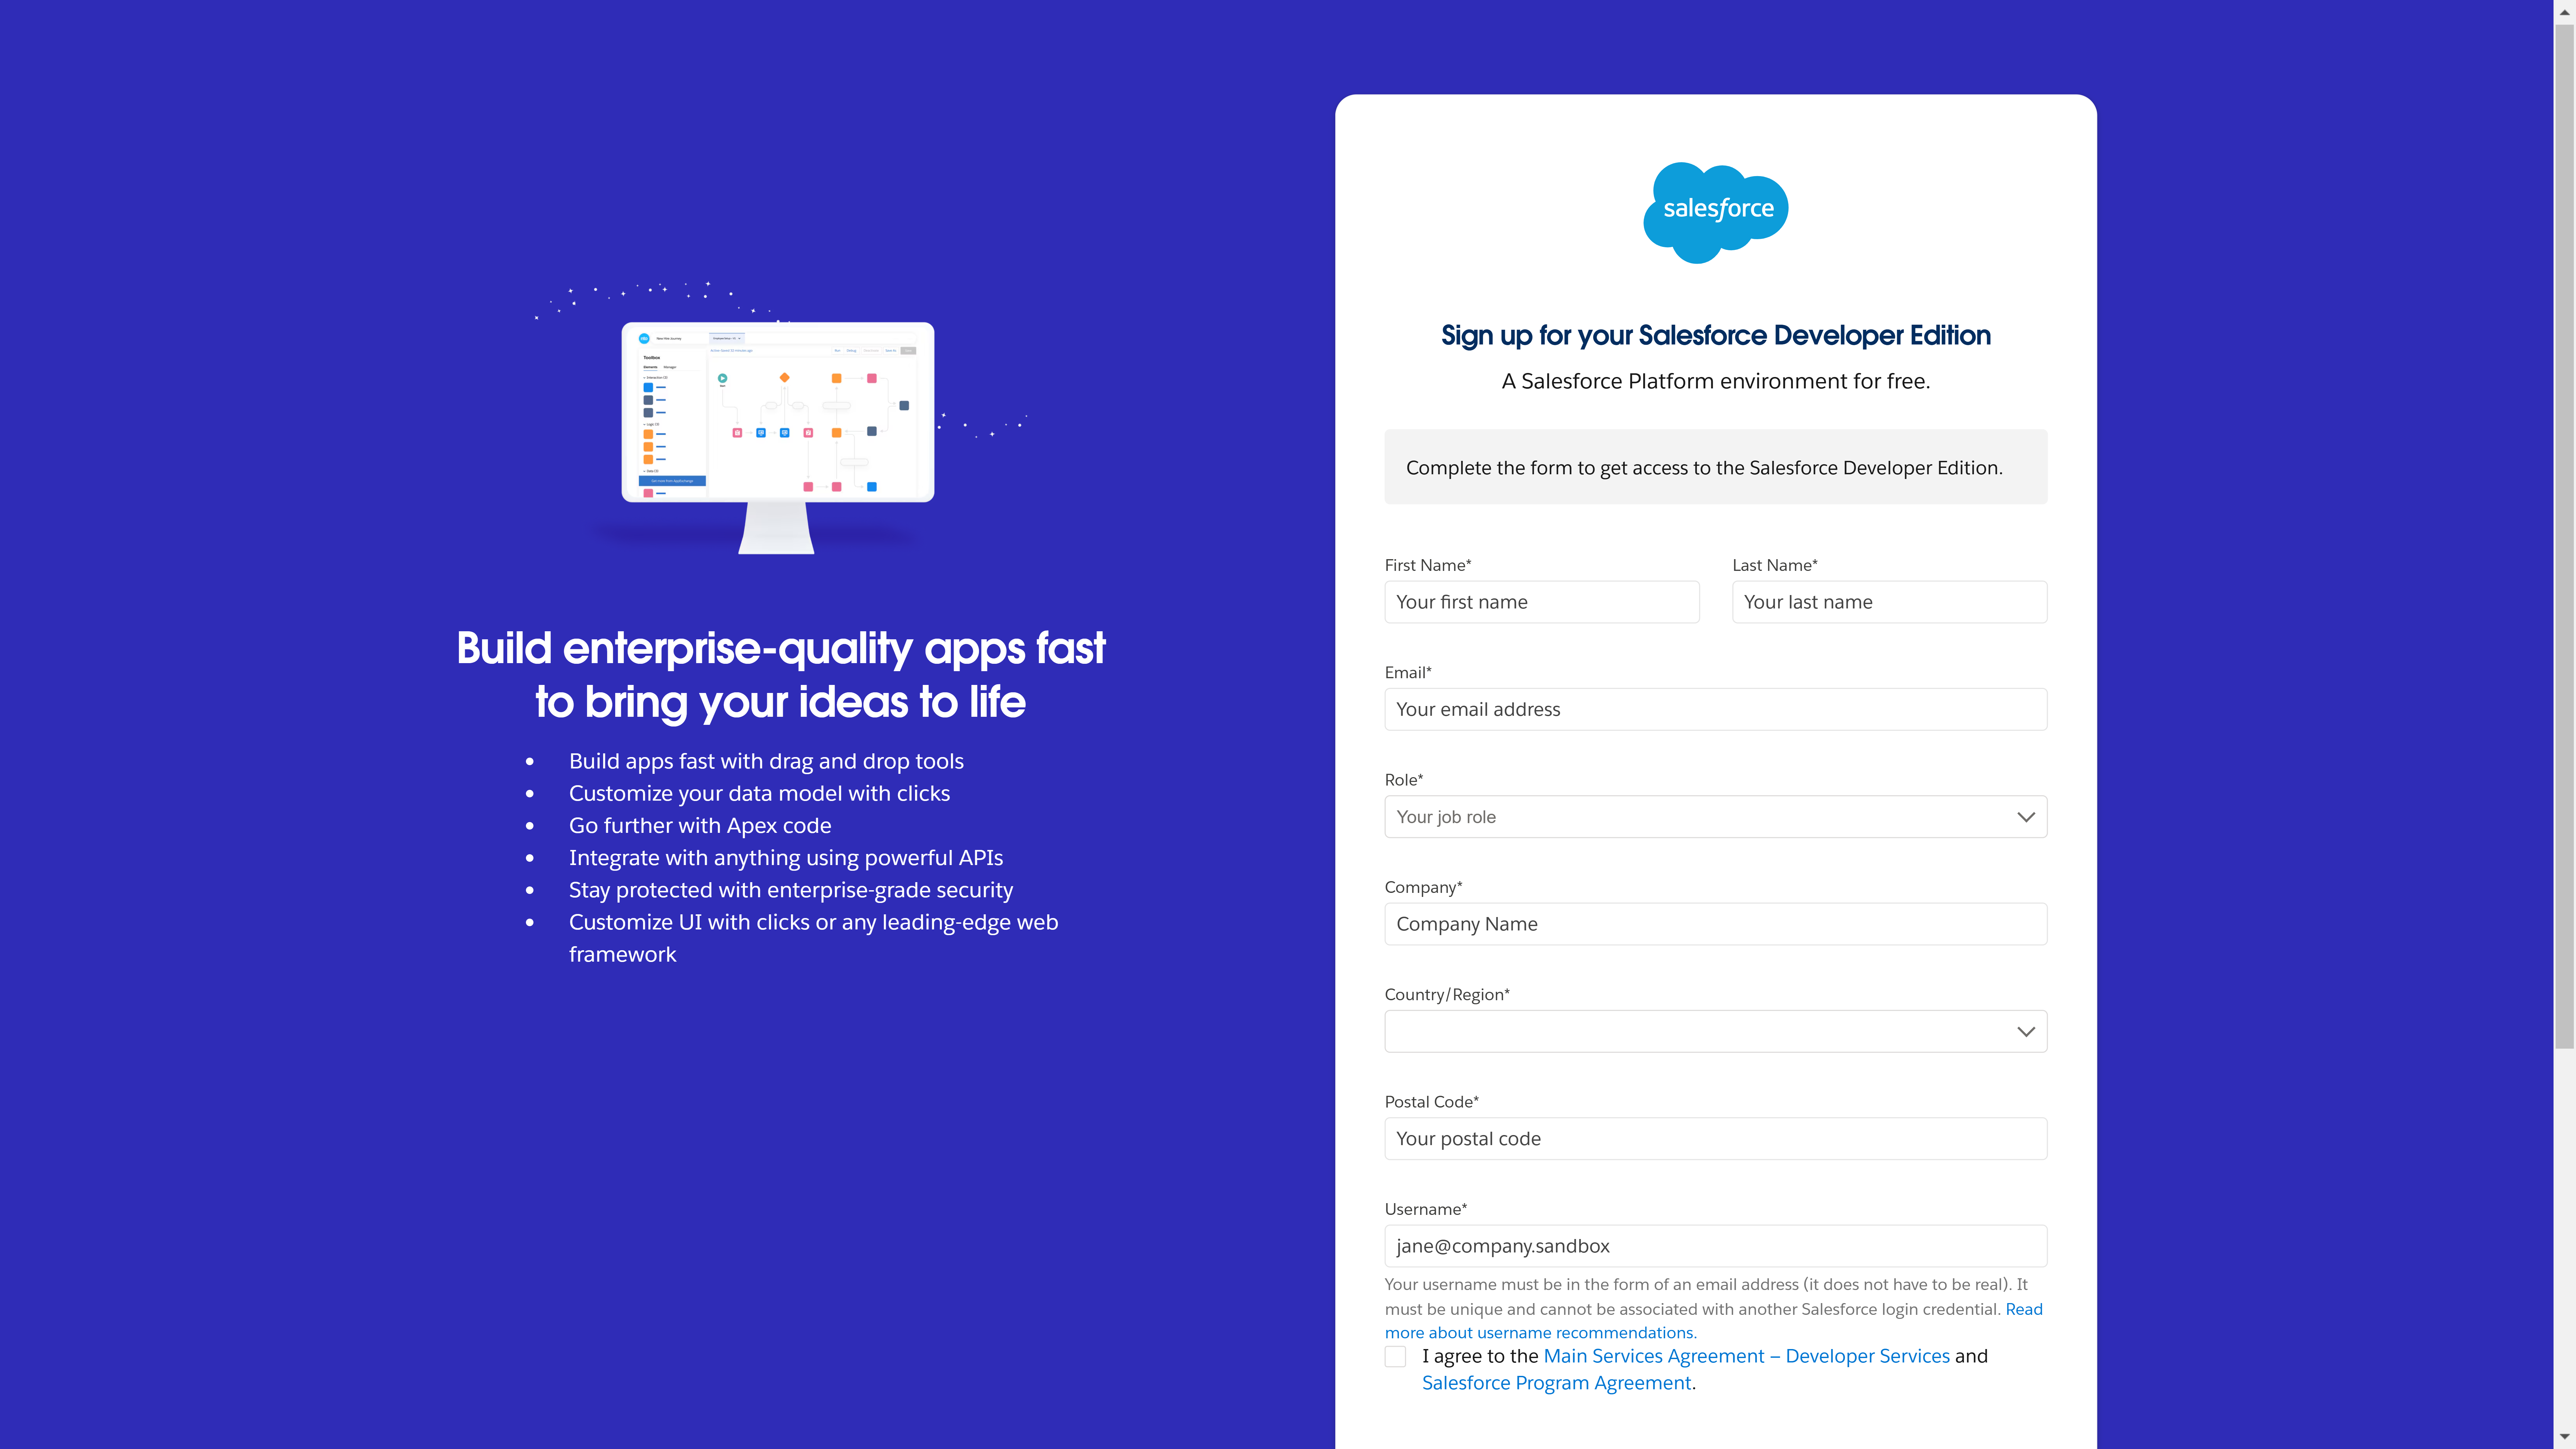 Toolbox
Elements Manager
Build enterprise-quality apps fast
to bring your ideas to life
• Build apps fast with drag and drop tools
• Customize your data model with clicks
• Go further with Apex code
• Integrate with anything using powerful APIs
• Stay protected with enterprise-grade security
• Customize UI with clicks or any leading-edge web
framework
salesforce
Sign up for your Salesforce Developer Edition
A Salesforce Platform environment for free.
Complete the form to get access to the Salesforce Developer Edition.
First Name* Last Name*
Your first name Your last name
Email*
Your email address
Role*
Your job role
Company*
Company Name
Country/Region*
Postal Code*
Your postal code
Username*
jane@company.sandbox
Your username must be in the form of an email address (it does not have to be real). It
must be unique and cannot be associated with another Salesforce login credential. Read
more about username recommendations.
I agree to the Main Services Agreement – Developer Services and
Salesforce Program Agreement.